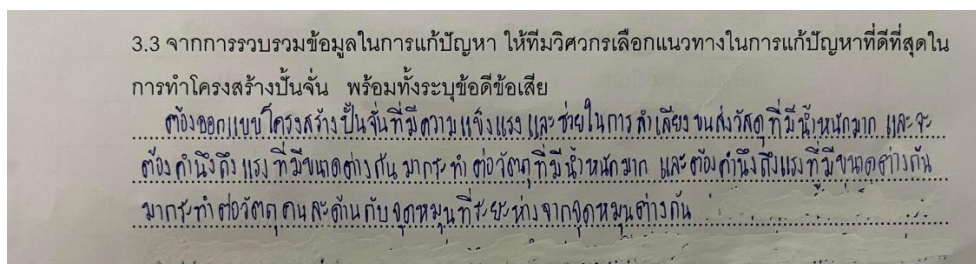 3.3 จากการรวบรวมข้อมูลในการแก้ปัญหา ให้ทีมวิศวกรเลือกแนวทางในการแก้ปัญหาที่ดีที่สุดใน
การทำโครงสร้างปั้นจั่น พร้อมทั้งระบุข้อดีข้อเสีย
ต้องออกแบบโครงสร้างปั้นจั่นที่มีความแข็งแรง และช่วยในการลำเลียงขนส่งวัสดุที่มีน้ำหนักมาก และจะ
ต้องคำนึงถึงแรงที่มีขนาดต่างกัน มากระทำต่อวัตถุที่มีน้ำหนักมาก และต้องคำนึงถึงแรงที่มีขนาดต่างกัน
มากระทำต่อวัตถุคนละด้านกับจุดหมุนที่ระยะห่างจากจุดหมุนต่างกัน